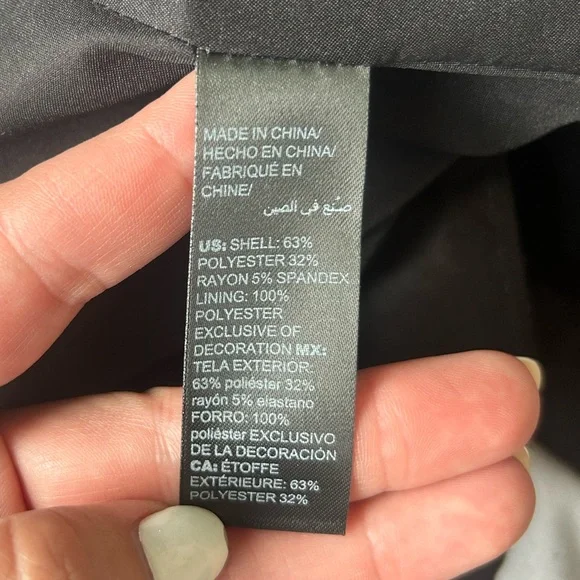 MADE IN CHINA/
HECHO EN CHINA/
FABRIQUÉ EN
CHINE/
صنع في الصين
US: SHELL: 63%
POLYESTER 32%
RAYON 5% SPANDEX
LINING: 100%
POLYESTER
EXCLUSIVE OF
DECORATION MX:
TELA EXTERIOR:
63% poliéster 32%
rayón 5% elastano
FORRO: 100%
poliéster EXCLUSIVO
DE LA DECORACIÓN
CA: ÉTOFFE
EXTÉRIEURE: 63%
POLYESTER 32%